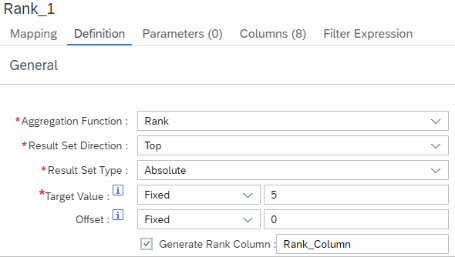 Rank_1
Mapping Definition Parameters (0) Columns (8) Filter Expression
General
*Aggregation Function : Rank
*Result Set Direction : Top
*Result Set Type : Absolute
*Target Value : i Fixed 5
Offset : i Fixed 0
Generate Rank Column : Rank_Column